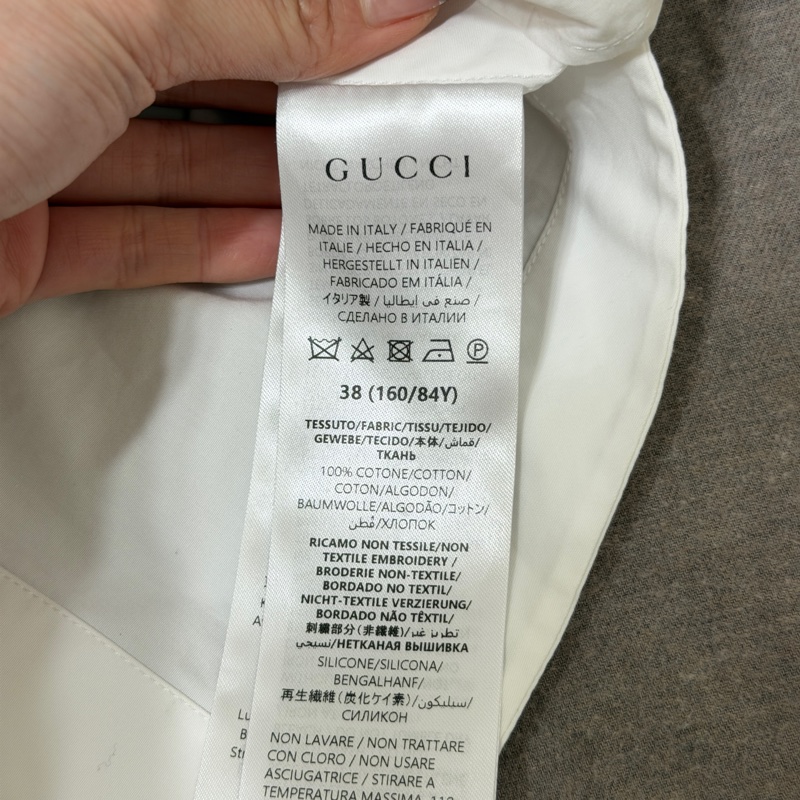 GUCCI
MADE IN ITALY / FABRIQUÉ EN
ITALIE / HECHO EN ITALIA /
HERGESTELLT IN ITALIEN /
FABRICADO EM ITÁLIA /
イタリア製 / صنع في إيطاليا /
СДЕЛАНО В ИТАЛИИ
P
38 (160/84Y)
TESSUTO/FABRIC/TISSU/TEJIDO/
GEWEBE/TECIDO/本体/قماش/
ТКАНЬ
100% COTONE/COTTON/
COTON/ALGODON/
BAUMWOLLE/ALGODÃO/コットン/
قُطن/ХЛОПОК
RICAMO NON TESSILE/NON
TEXTILE EMBROIDERY /
BRODERIE NON-TEXTILE/
BORDADO NO TEXTIL/
NICHT-TEXTILE VERZIERUNG/
BORDADO NÃO TÊXTIL/
刺繍部分(非繊維)/تطريز غير
نسيجي/НЕТКАНАЯ ВЫШИВКА
SILICONE/SILICONA/
BENGALHANF/
再生繊維(炭化ケイ素)/سيليكون/
СИЛИКОН
NON LAVARE / NON TRATTARE
CON CLORO / NON USARE
ASCIUGATRICE / STIRARE A
TEMPERATURA MASSIMA 110